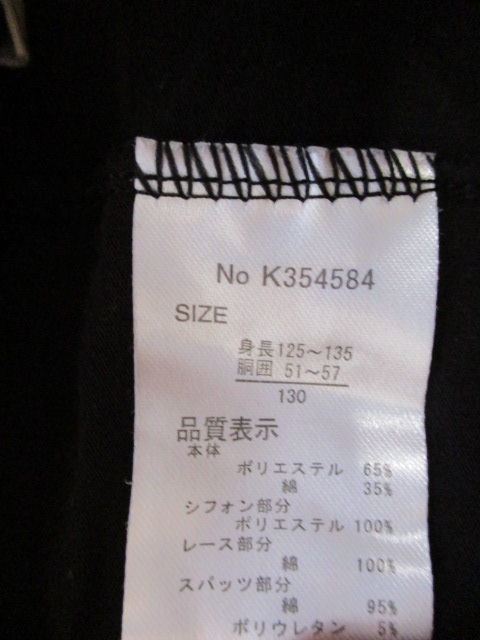 No K354584
SIZE
身長125～135
胴囲 51～57
130
品質表示
本体
ポリエステル 65%
綿 35%
シフォン部分
ポリエステル 100%
レース部分
綿 100%
スパッツ部分
綿 95%
ポリウレタン 5%